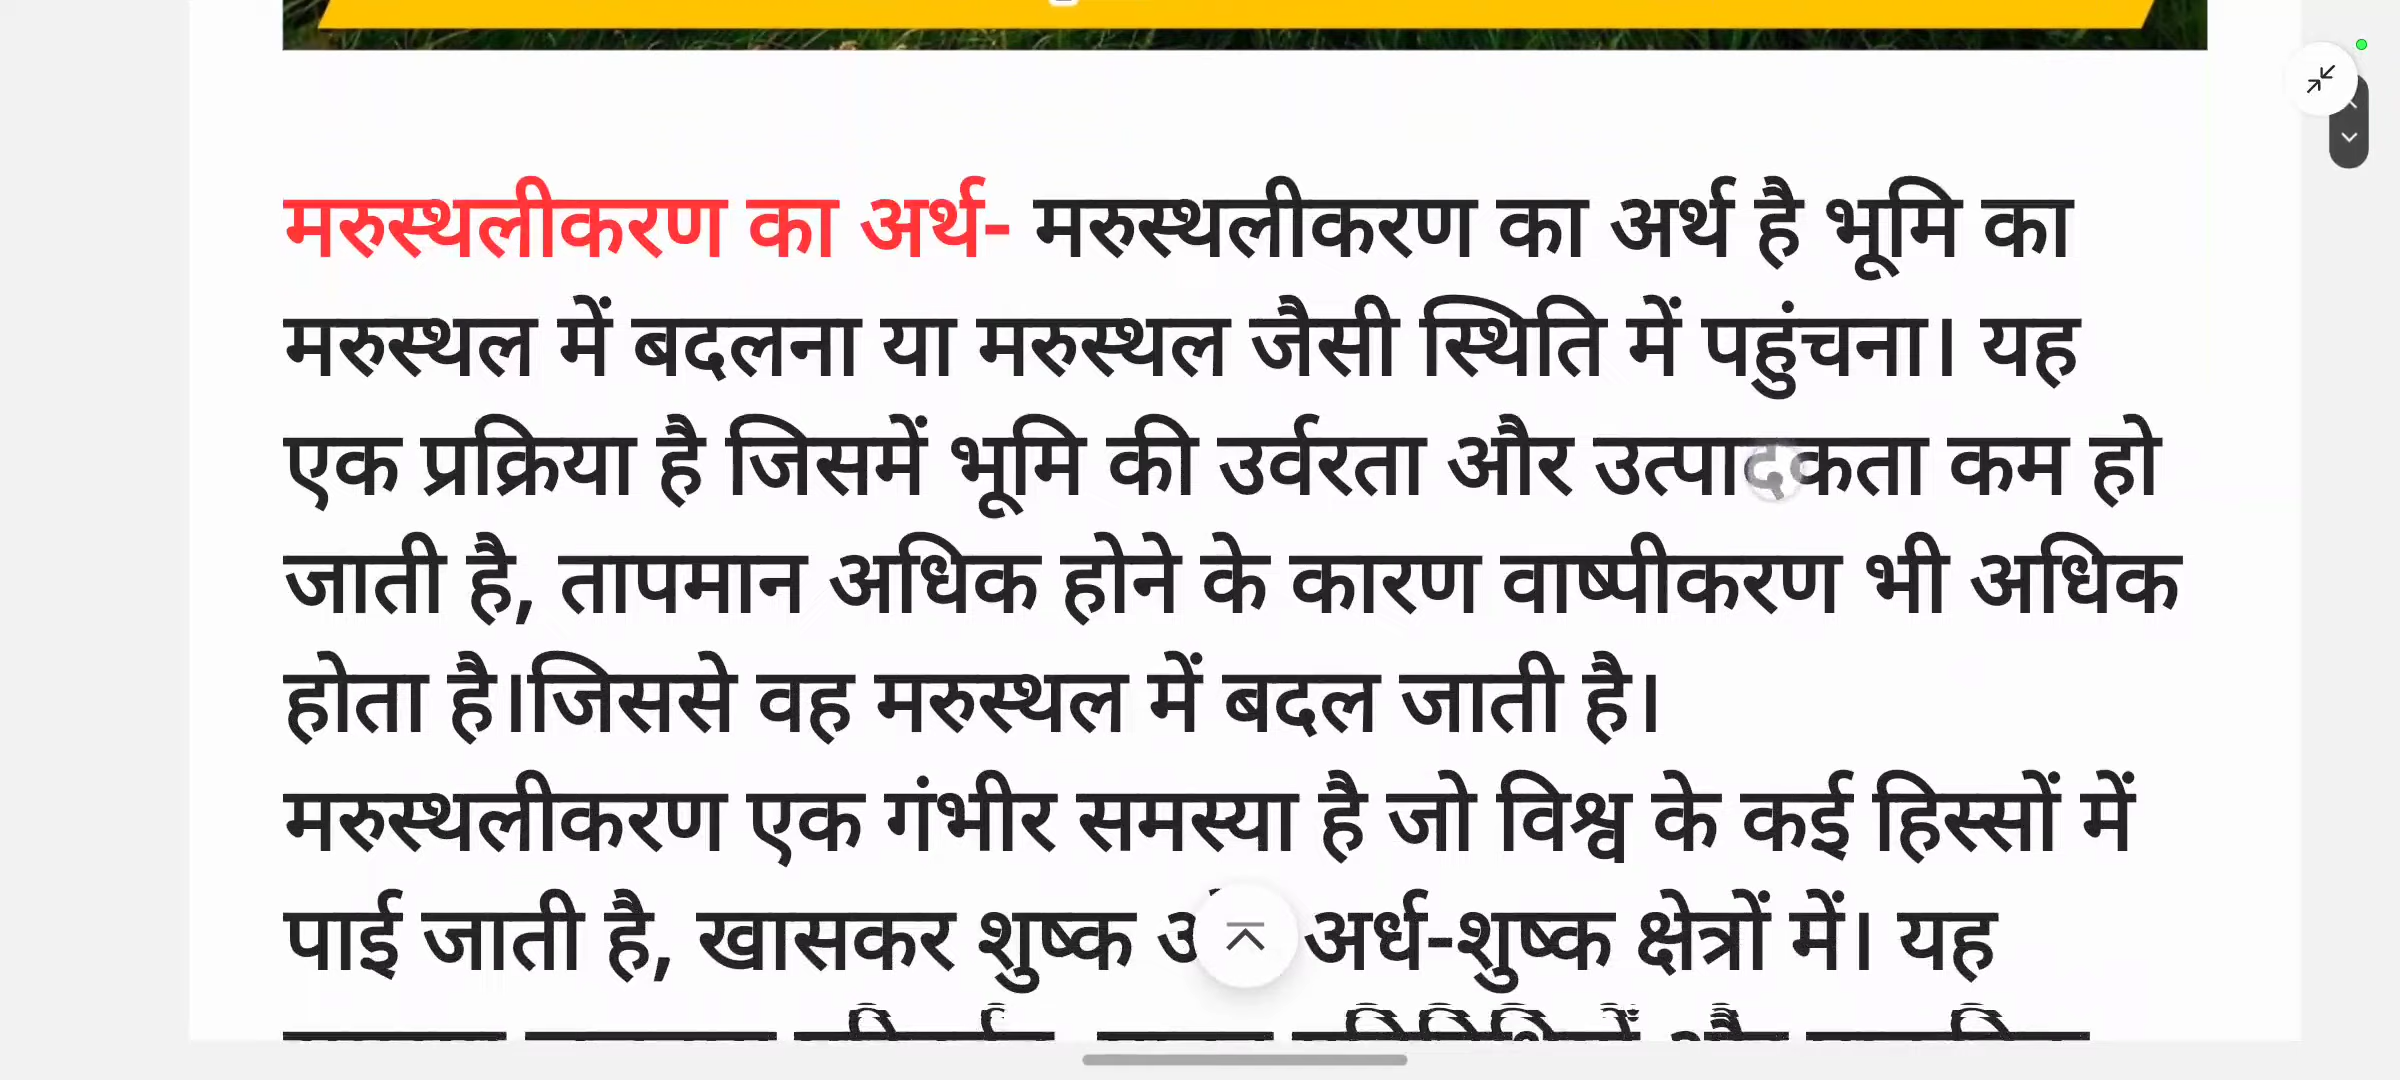 मरुस्थलीकरण का अर्थ- मरुस्थलीकरण का अर्थ है भूमि का
मरुस्थल में बदलना या मरुस्थल जैसी स्थिति में पहुंचना। यह
एक प्रक्रिया है जिसमें भूमि की उर्वरता और उत्पादकता कम हो
जाती है, तापमान अधिक होने के कारण वाष्पीकरण भी अधिक
होता है।जिससे वह मरुस्थल में बदल जाती है।
मरुस्थलीकरण एक गंभीर समस्या है जो विश्व के कई हिस्सों में
पाई जाती है, खासकर शुष्क अर्ध-शुष्क क्षेत्रों में। यह